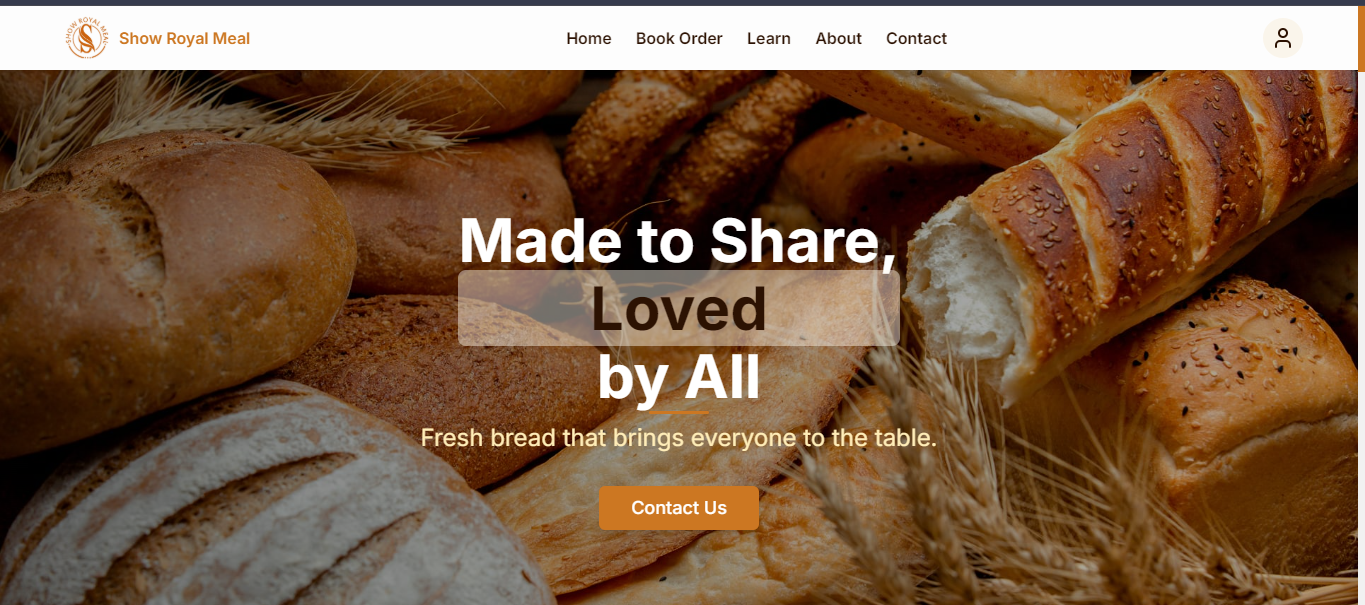 SHOW ROYAL MEAL
Show Royal Meal
Home
Book Order
Learn
About
Contact
Made to Share,
Loved
by All
Fresh bread that brings everyone to the table.
Contact Us